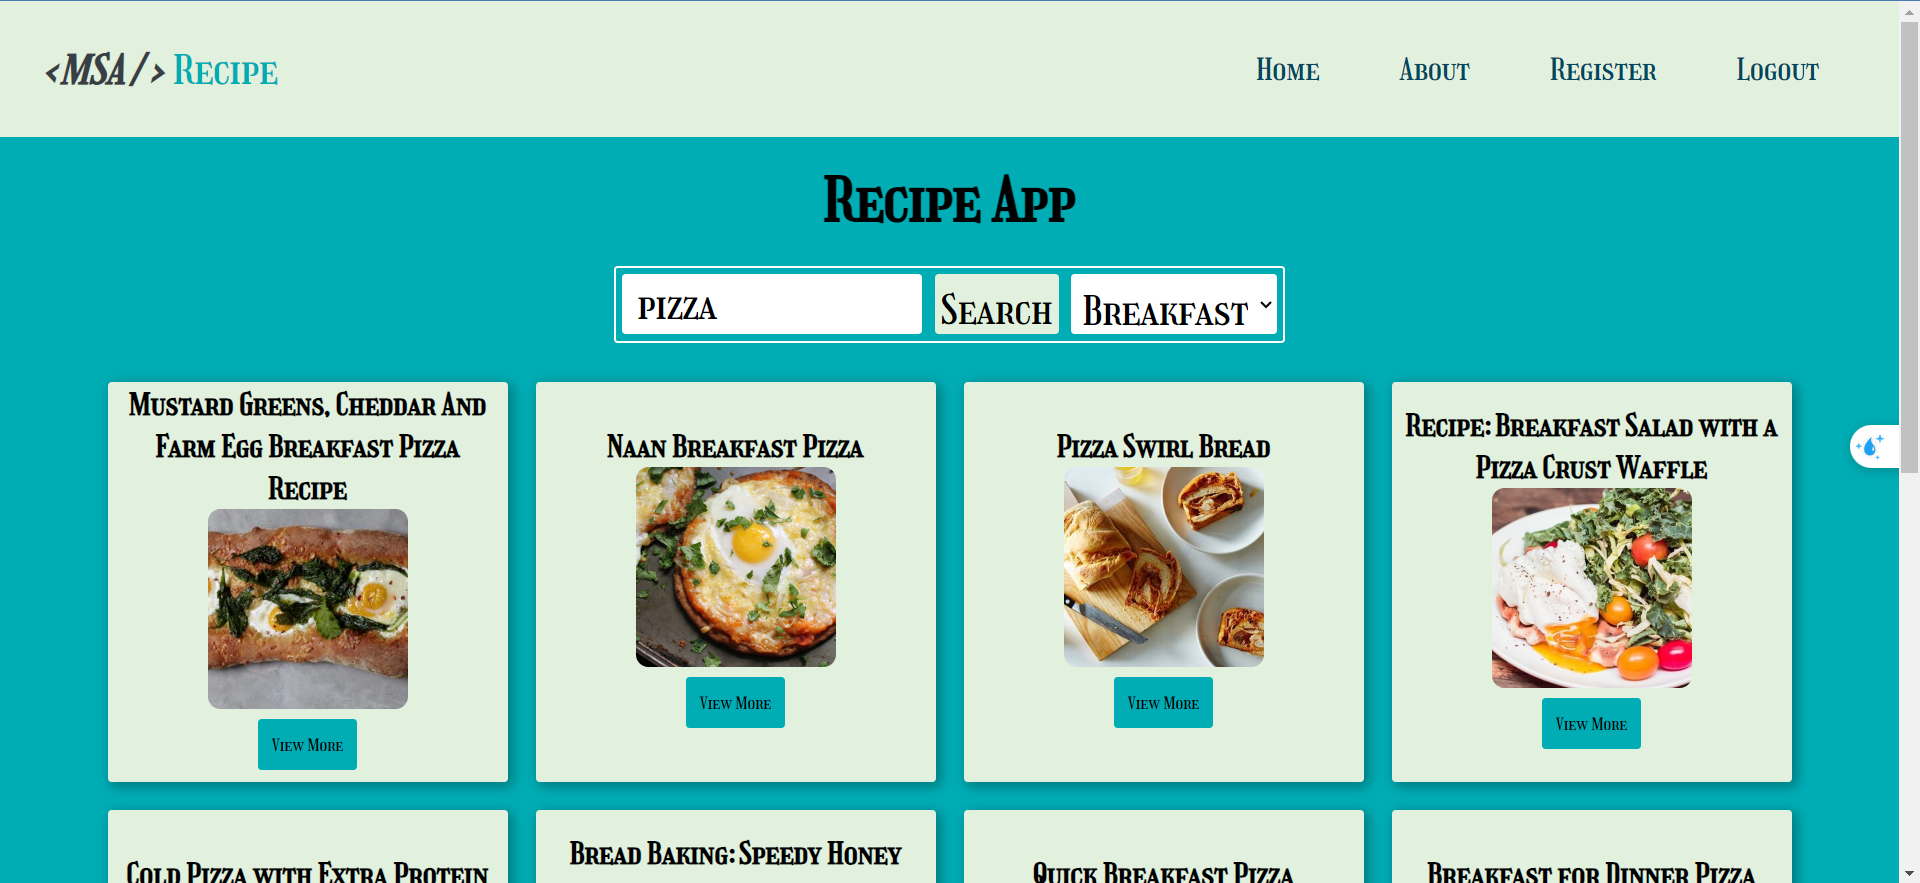 <MSA/> Recipe
Home
About
Register
Logout
Recipe App
pizza
Search
Breakfast
Mustard Greens, Cheddar And
Farm Egg Breakfast Pizza
Recipe
View More
Naan Breakfast Pizza
View More
Pizza Swirl Bread
View More
Recipe: Breakfast Salad with a
Pizza Crust Waffle
View More
Cold Pizza with Extra Protein
Bread Baking: Speedy Honey
Quick Breakfast Pizza
Breakfast for Dinner Pizza